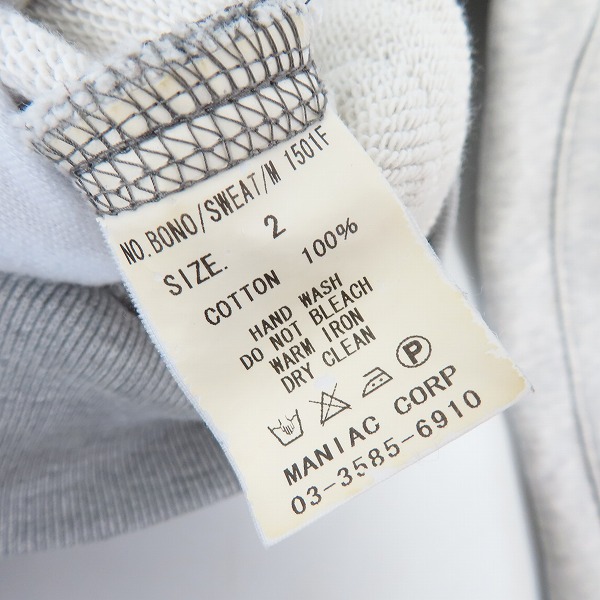 NO.BONO/SWEAT/M 1501F
SIZE. 2
COTTON 100%
HAND WASH
DO NOT BLEACH
WARM IRON
DRY CLEAN
P
MANIAC CORP
03-3585-6910